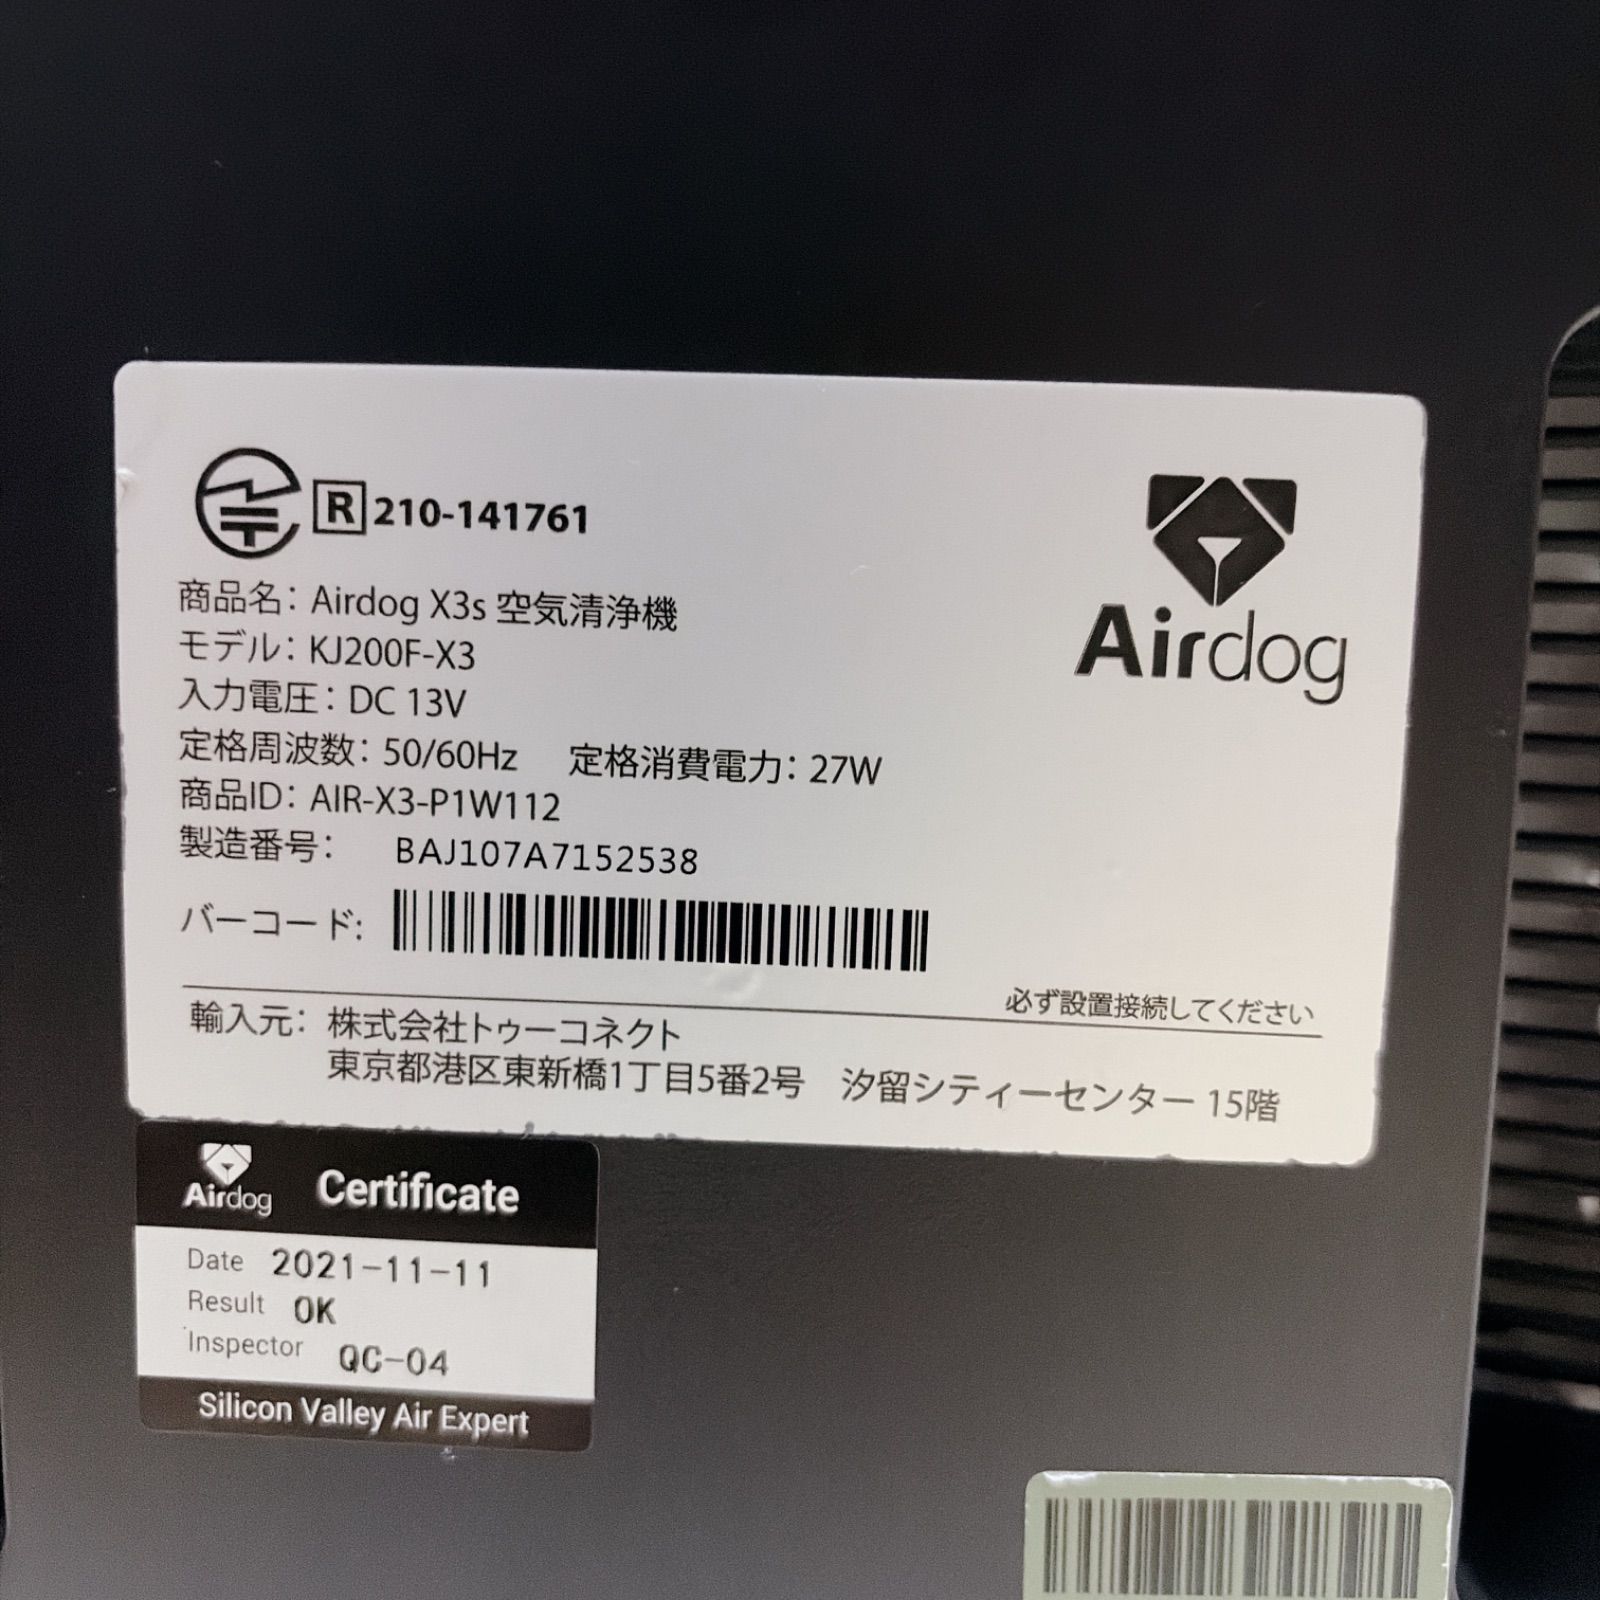 R 210-141761
Airdog
商品名：Airdog X3s 空気清浄機
モデル：KJ200F-X3
入力電圧：DC 13V
定格周波数：50/60Hz 定格消費電力：27W
商品ID：AIR-X3-P1W112
製造番号： BAJ107A7152538
バーコード：
必ず設置接続してください
輸入元： 株式会社トゥーコネクト
東京都港区東新橋1丁目5番2号 汐留シティーセンター 15階
Airdog Certificate
Date 2021-11-11
Result OK
Inspector QC-04
Silicon Valley Air Expert